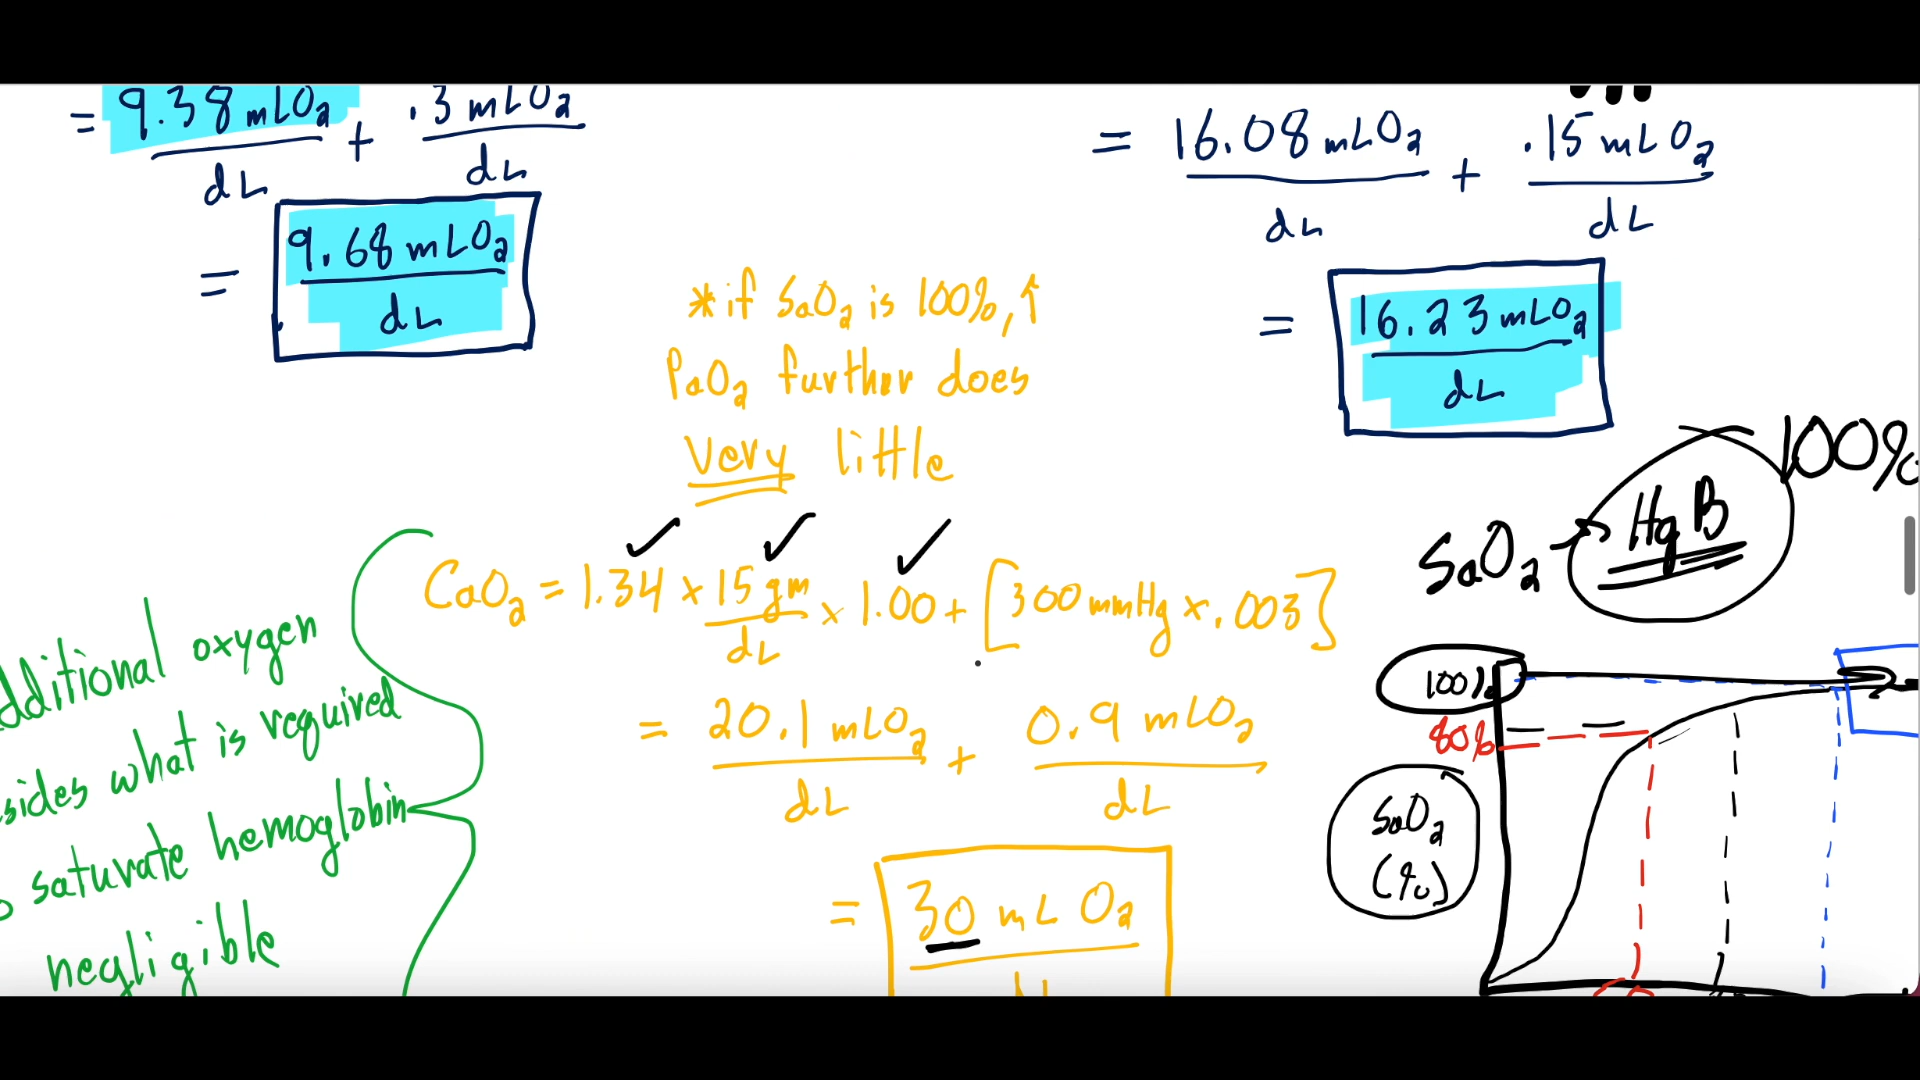 = 9.38 mLO₂/dL + .3 mLO₂/dL
= 9.68 mLO₂/dL
= 16.08 mLO₂/dL + .15 mLO₂/dL
= 16.23 mLO₂/dL
*if SaO₂ is 100%, ↑
PaO₂ further does
very little
CaO₂ = 1.34 × 15 gm/dL × 1.00 + [300 mmHg × .003]
= 20.1 mLO₂/dL + 0.9 mLO₂/dL
= 30 mL O₂
dditional oxygen
sides what is required
o saturate hemoglobin
negligible
SaO₂ → HgB 100%
100%
80%
SaO₂
(%)